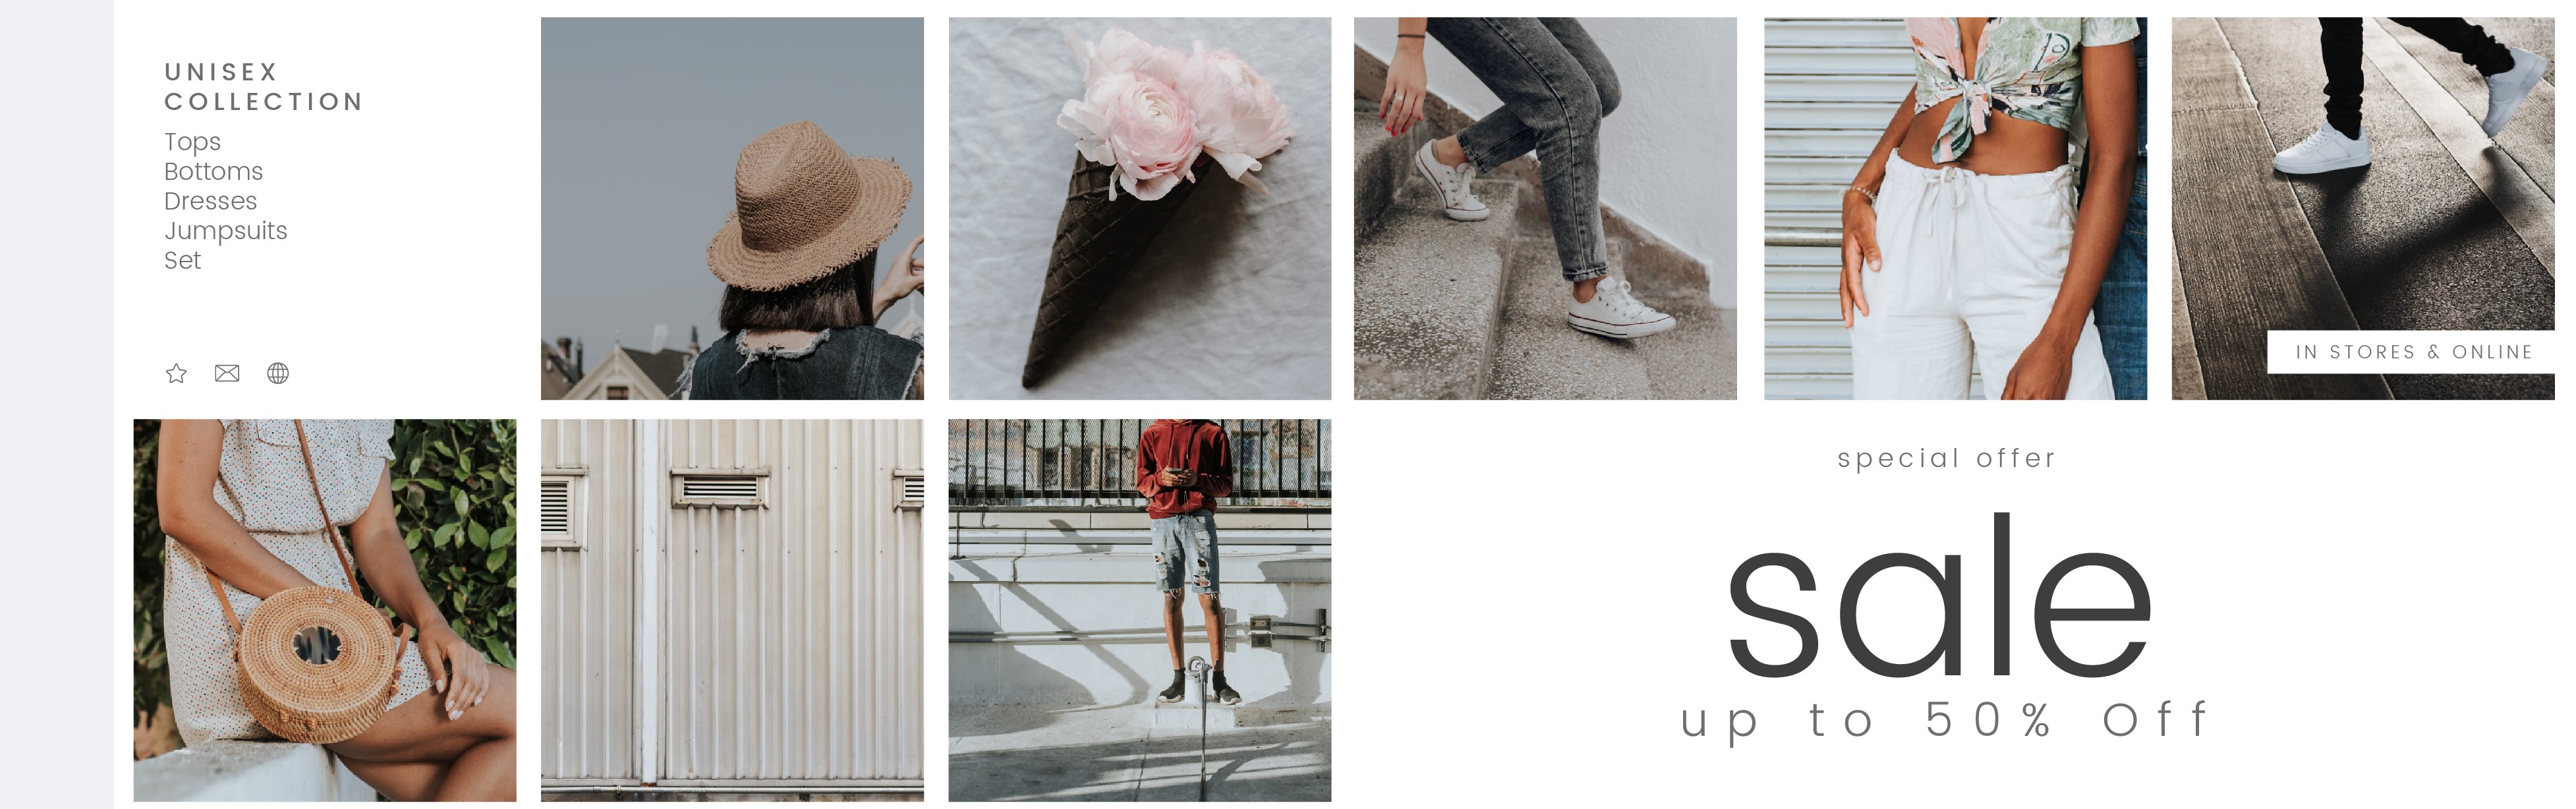 UNISEX
COLLECTION
Tops
Bottoms
Dresses
Jumpsuits
Set
IN STORES & ONLINE
special offer
sale
up to 50% Off